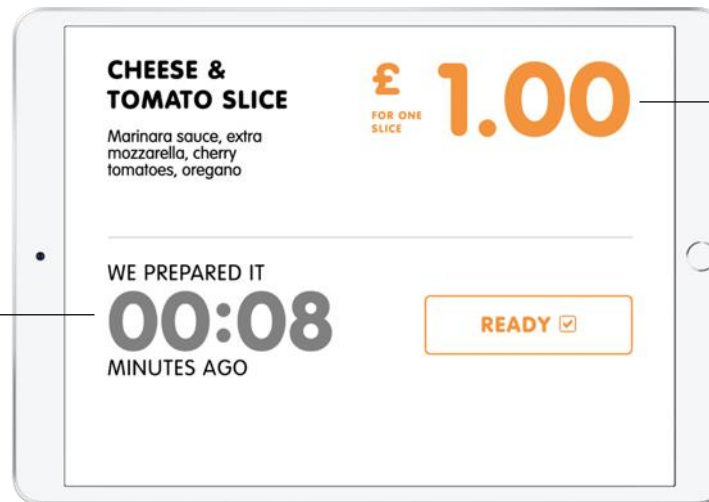 CHEESE &
TOMATO SLICE
Marinara sauce, extra
mozzarella, cherry
tomatoes, oregano
£ 1.00
FOR ONE
SLICE
WE PREPARED IT
00:08
MINUTES AGO
READY